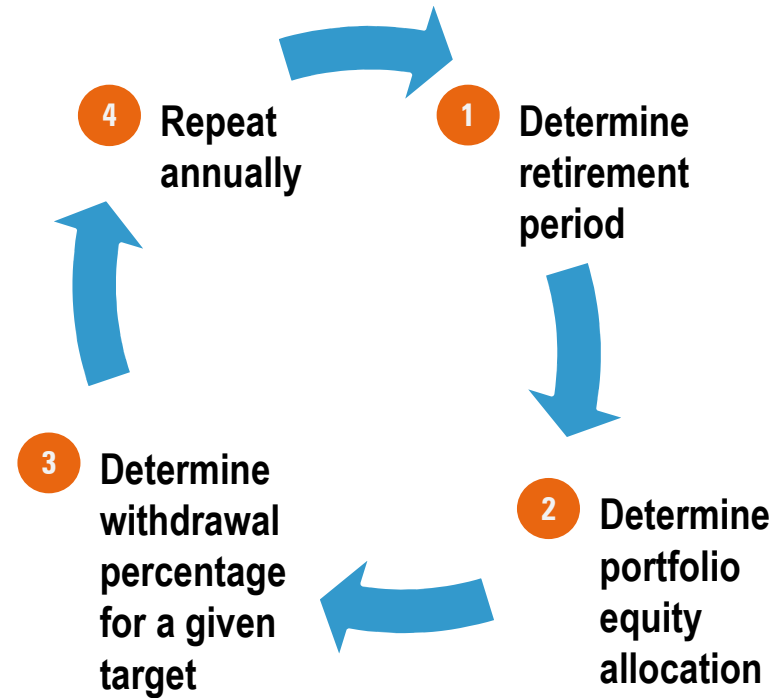 1
Determine
retirement
period
2
Determine
portfolio
equity
allocation
3
Determine
withdrawal
percentage
for a given
target
4
Repeat
annually